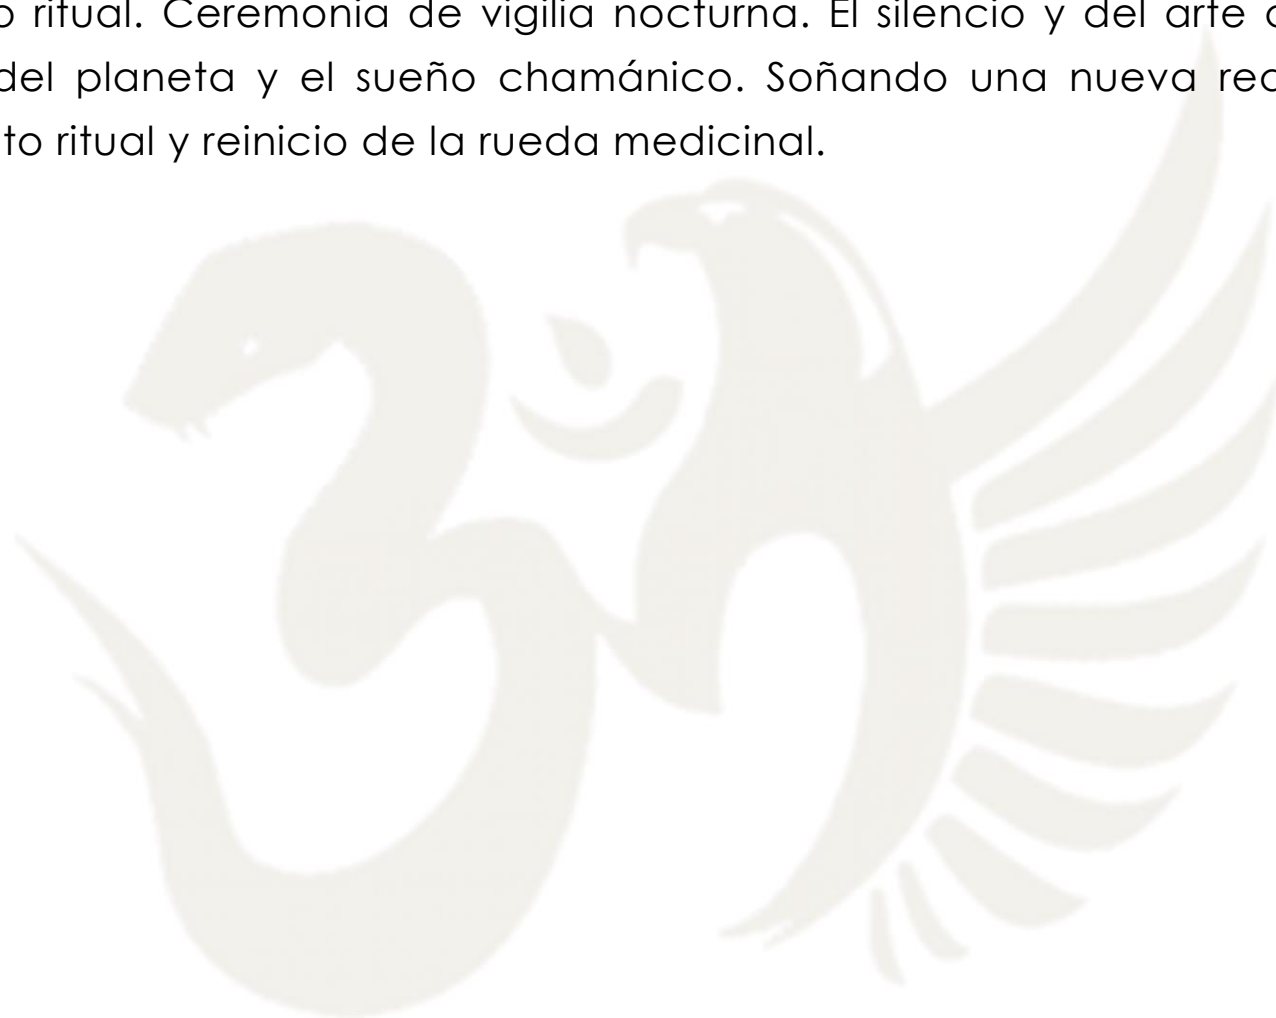 ritual. Ceremonia de vigilia nocturna. El silencio y del arte
del planeta y el sueño chamánico. Soñando una nueva
to ritual y reinicio de la rueda medicinal.